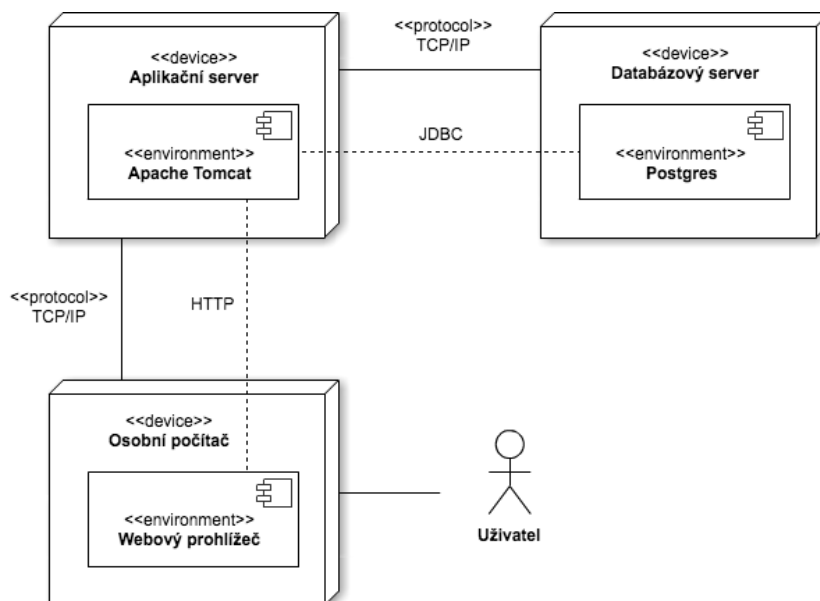 <<device>>
Aplikační server
<<environment>>
Apache Tomcat
<<protocol>>
TCP/IP
JDBC
<<device>>
Databázový server
<<environment>>
Postgres
<<protocol>>
TCP/IP
HTTP
<<device>>
Osobní počítač
<<environment>>
Webový prohlížeč
Uživatel